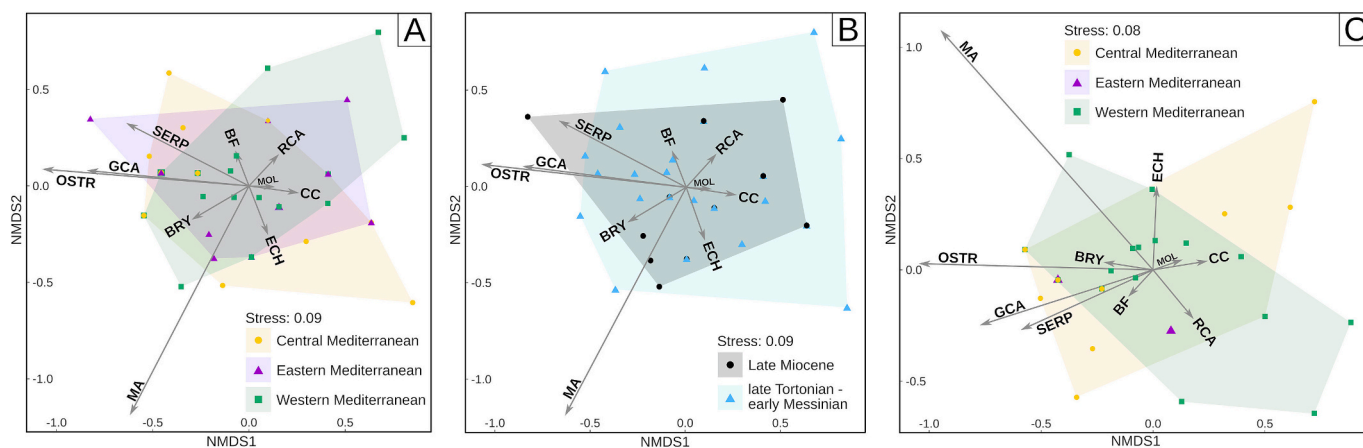 A
0.5
0.0
-0.5
-1.0
NMDS2
-1.0
-0.5
0.0
0.5
NMDS1
SERP
BF
RCA
GCA
OSTR
MOL
CC
BRY
ECH
MA
Stress: 0.09
Central Mediterranean
Eastern Mediterranean
Western Mediterranean
B
0.5
0.0
-0.5
-1.0
NMDS2
-1.0
-0.5
0.0
0.5
NMDS1
SERP
BF
RCA
GCA
OSTR
MOL
CC
BRY
ECH
MA
Stress: 0.09
Late Miocene
late Tortonian -
early Messinian
C
1.0
0.5
0.0
-0.5
NMDS2
-1.0
-0.5
0.0
0.5
NMDS1
Stress: 0.08
Central Mediterranean
Eastern Mediterranean
Western Mediterranean
MA
ECH
OSTR
BRY
MOL
CC
GCA
SERP
BF
RCA